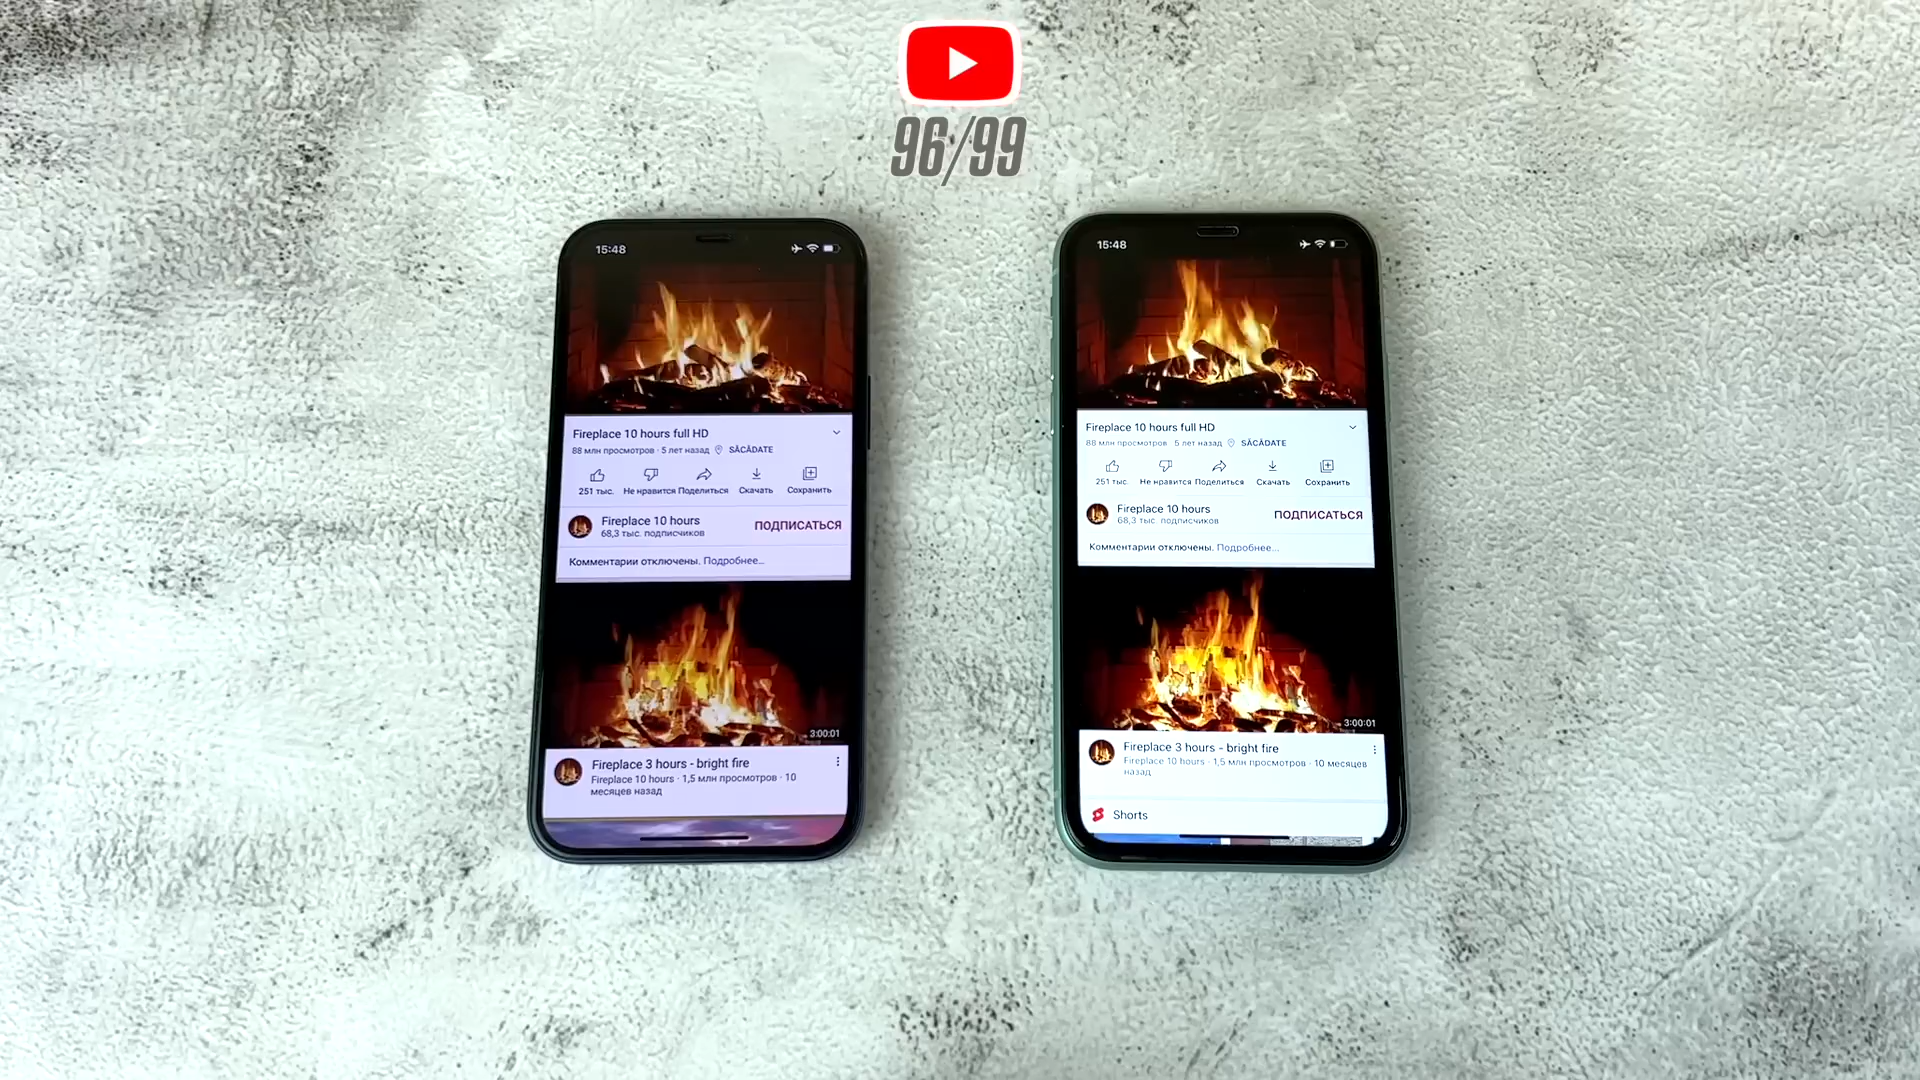 96/99
15:48
Fireplace 10 hours full HD
88 млн просмотров · 5 лет назад SĂCĂDATE
251 тыс. Не нравится Поделиться Скачать Сохранить
Fireplace 10 hours
68,3 тыс. подписчиков
ПОДПИСАТЬСЯ
Комментарии отключены. Подробнее...
3:00:01
Fireplace 3 hours - bright fire
Fireplace 10 hours · 1,5 млн просмотров · 10
месяцев назад
15:48
Fireplace 10 hours full HD
88 млн просмотров · 5 лет назад SĂCĂDATE
251 тыс. Не нравится Поделиться Скачать Сохранить
Fireplace 10 hours
68,3 тыс. подписчиков
ПОДПИСАТЬСЯ
Комментарии отключены. Подробнее...
3:00:01
Fireplace 3 hours - bright fire
Fireplace 10 hours · 1,5 млн просмотров · 10 месяцев
назад
Shorts